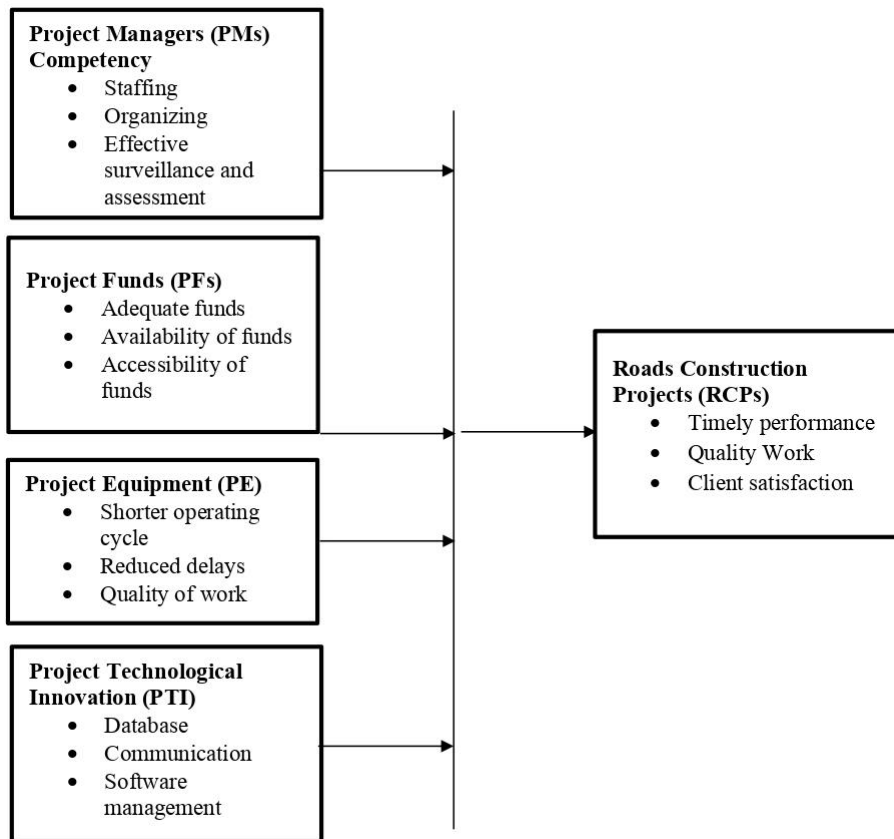 Project Managers (PMs)
Competency
• Staffing
• Organizing
• Effective
surveillance and
assessment
Project Funds (PFs)
• Adequate funds
• Availability of funds
• Accessibility of
funds
Project Equipment (PE)
• Shorter operating
cycle
• Reduced delays
• Quality of work
Project Technological
Innovation (PTI)
• Database
• Communication
• Software
management
Roads Construction
Projects (RCPs)
• Timely performance
• Quality Work
• Client satisfaction